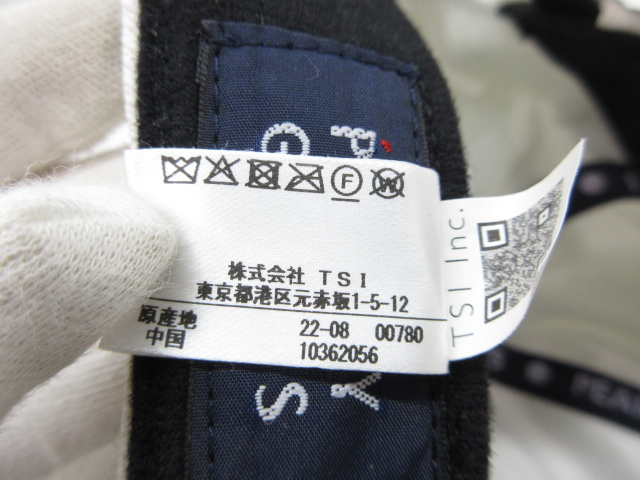 株式会社 TSI
東京都港区元赤坂1-5-12
原産地 22-08 00780
中国 10362056
TSI Inc.
P
G
Y
S
F
W
PEAR